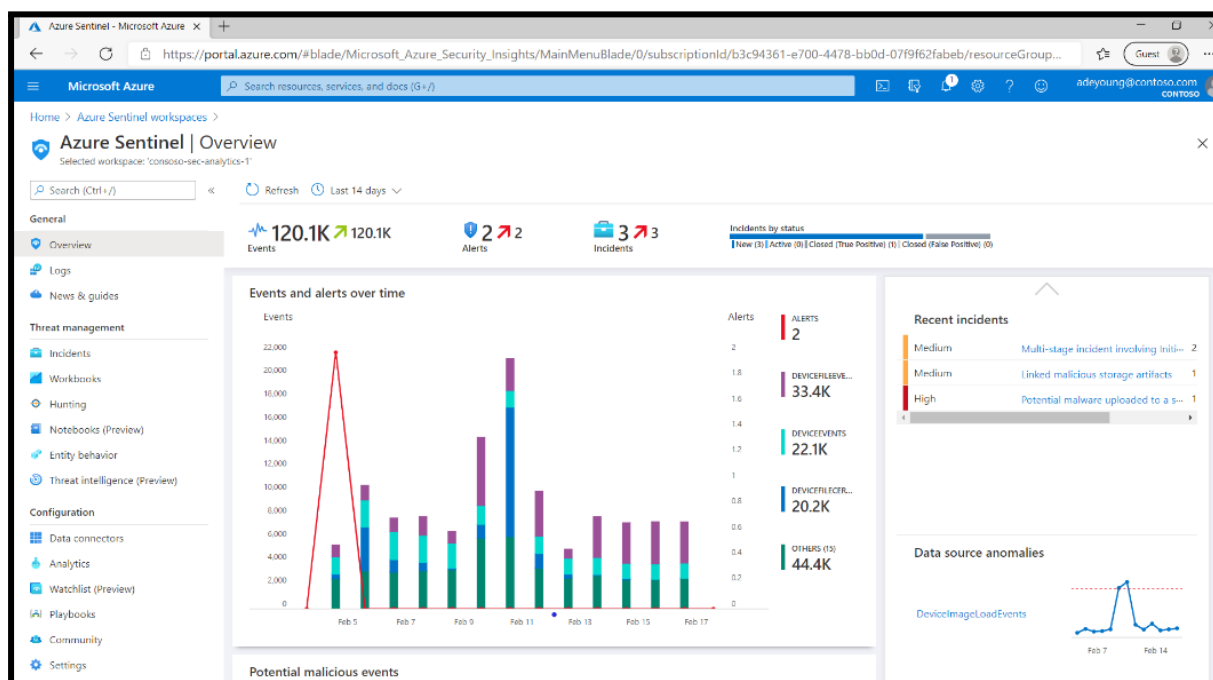 Azure Sentinel - Microsoft Azure
https://portal.azure.com/#blade/Microsoft_Azure_Security_Insights/MainMenuBlade/0/subscriptionId/b3c94361-e700-4478-bb0d-07f9f62fabeb/resourceGroup...
Guest
Microsoft Azure
Search resources, services, and docs (G+/)
1
adeyoung@contoso.com
CONTOSO
Home > Azure Sentinel workspaces >
Azure Sentinel | Overview
Selected workspace: 'consoso-sec-analytics-1'
Search (Ctrl+/)
«
Refresh
Last 14 days
General
Overview
Logs
News & guides
Threat management
Incidents
Workbooks
Hunting
Notebooks (Preview)
Entity behavior
Threat intelligence (Preview)
Configuration
Data connectors
Analytics
Watchlist (Preview)
Playbooks
Community
Settings
120.1K 120.1K
Events
2 2
Alerts
3 3
Incidents
Incidents by status
New (3) | Active (0) | Closed (True Positive) (1) | Closed (False Positive) (0)
Events and alerts over time
Events
22,000
20,000
18,000
16,000
14,000
12,000
10,000
8,000
6,000
4,000
2,000
0
Feb 5 Feb 7 Feb 9 Feb 11 Feb 13 Feb 15 Feb 17
Alerts
2
1.8
1.6
1.4
1.2
1
0.8
0.6
0.4
0.2
0
ALERTS
2
DEVICEFILEEVE...
33.4K
DEVICEEVENTS
22.1K
DEVICEFILECER...
20.2K
OTHERS (15)
44.4K
Potential malicious events
Recent incidents
Medium Multi-stage incident involving Initi... 2
Medium Linked malicious storage artifacts 1
High Potential malware uploaded to a s... 1
Data source anomalies
DeviceImageLoadEvents
Feb 7 Feb 14